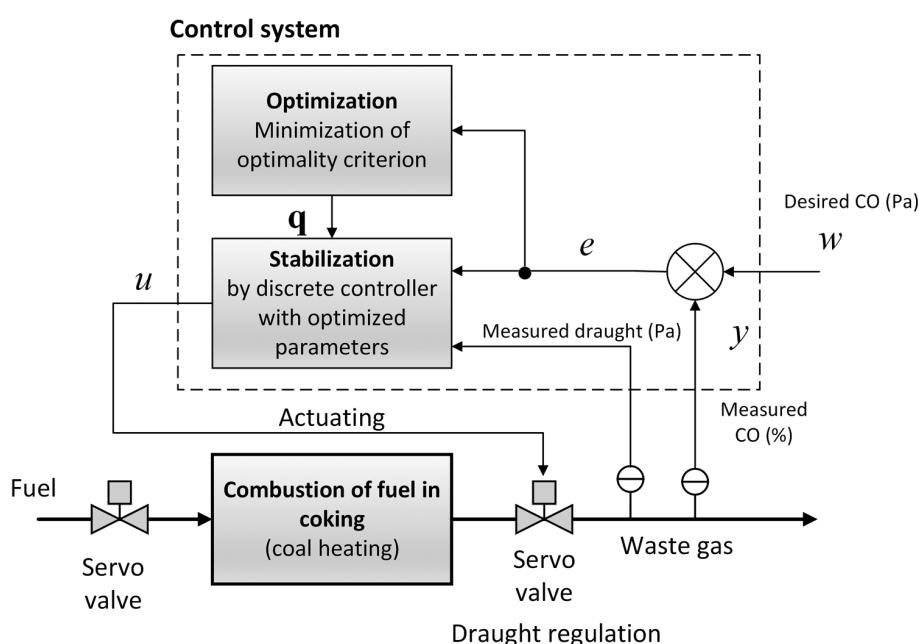 Control system
Optimization
Minimization of
optimality criterion
q
Desired CO (Pa)
w
Stabilization
by discrete controller
with optimized
parameters
e
u
Measured draught (Pa)
y
Actuating
Measured
CO (%)
Fuel
Combustion of fuel in
coking
(coal heating)
Servo
valve
Servo
valve
Waste gas
Draught regulation